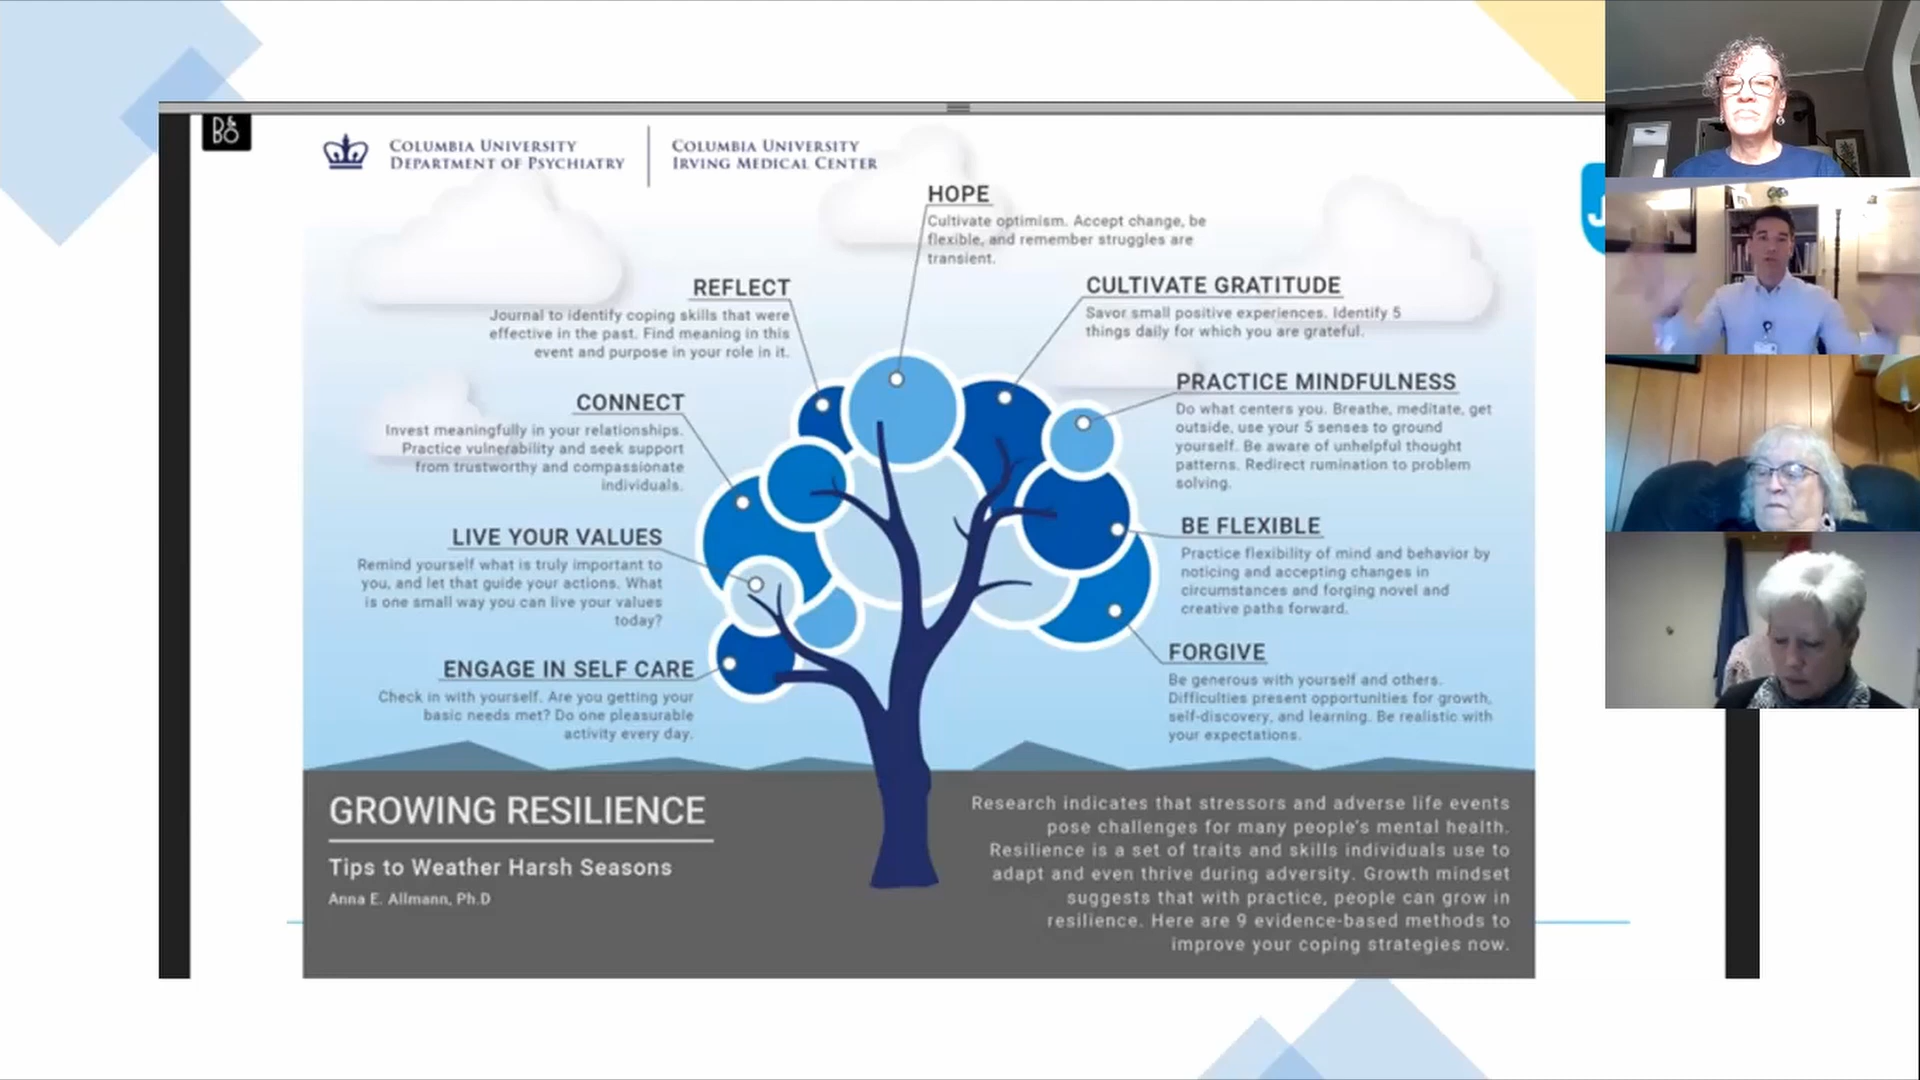 B&O
COLUMBIA UNIVERSITY
DEPARTMENT OF PSYCHIATRY
COLUMBIA UNIVERSITY
IRVING MEDICAL CENTER
HOPE
Cultivate optimism. Accept change, be
flexible, and remember struggles are
transient.
REFLECT
Journal to identify coping skills that were
effective in the past. Find meaning in this
event and purpose in your role in it.
CULTIVATE GRATITUDE
Savor small positive experiences. Identify 5
things daily for which you are grateful.
CONNECT
Invest meaningfully in your relationships.
Practice vulnerability and seek support
from trustworthy and compassionate
individuals.
PRACTICE MINDFULNESS
Do what centers you. Breathe, meditate, get
outside, use your 5 senses to ground
yourself. Be aware of unhelpful thought
patterns. Redirect rumination to problem
solving.
LIVE YOUR VALUES
Remind yourself what is truly important to
you, and let that guide your actions. What
is one small way you can live your values
today?
BE FLEXIBLE
Practice flexibility of mind and behavior by
noticing and accepting changes in
circumstances and forging novel and
creative paths forward.
ENGAGE IN SELF CARE
Check in with yourself. Are you getting your
basic needs met? Do one pleasurable
activity every day.
FORGIVE
Be generous with yourself and others.
Difficulties present opportunities for growth,
self-discovery, and learning. Be realistic with
your expectations.
GROWING RESILIENCE
Tips to Weather Harsh Seasons
Anna E. Allmann, Ph.D
Research indicates that stressors and adverse life events
pose challenges for many people's mental health.
Resilience is a set of traits and skills individuals use to
adapt and even thrive during adversity. Growth mindset
suggests that with practice, people can grow in
resilience. Here are 9 evidence-based methods to
improve your coping strategies now.